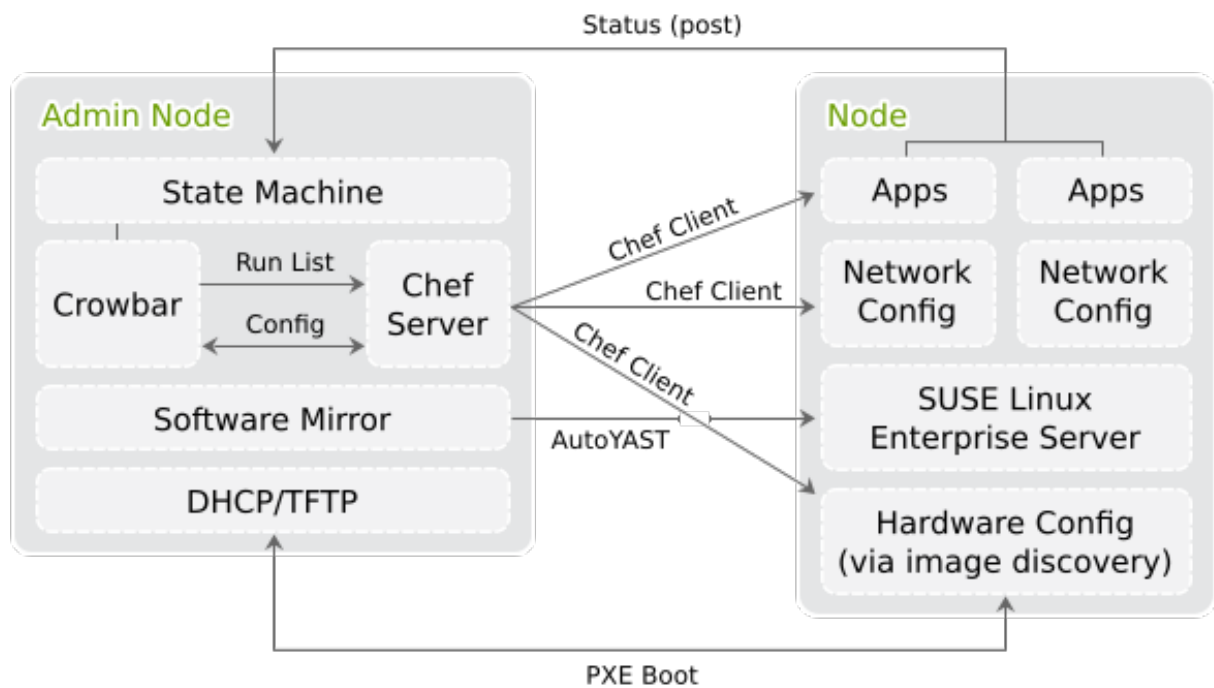 Status (post)
Admin Node
State Machine
Crowbar
Run List
Config
Chef
Server
Software Mirror
DHCP/TFTP
Chef Client
Chef Client
Chef Client
AutoYAST
PXE Boot
Node
Apps
Apps
Network
Config
Network
Config
SUSE Linux
Enterprise Server
Hardware Config
(via image discovery)